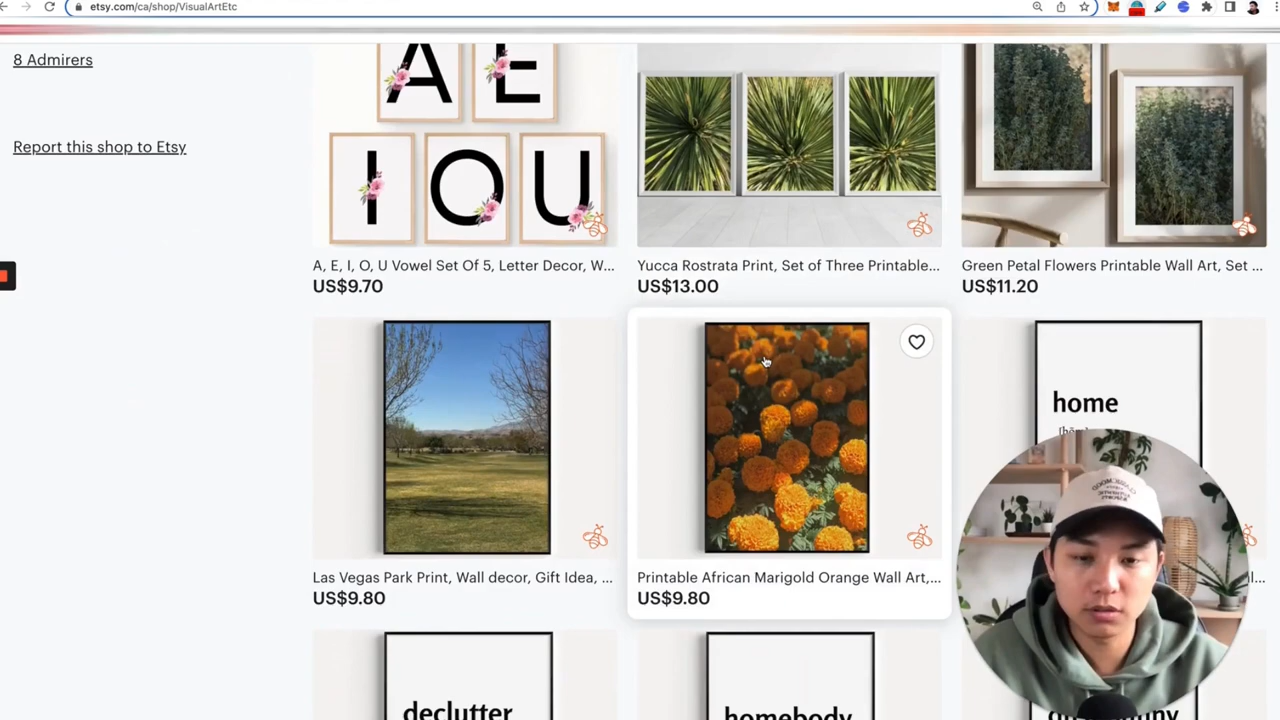 etsy.com/ca/shop/VisualArtEtc
8 Admirers
Report this shop to Etsy
A E
I O U
A, E, I, O, U Vowel Set Of 5, Letter Decor, W...
US$9.70
Yucca Rostrata Print, Set of Three Printable...
US$13.00
Green Petal Flowers Printable Wall Art, Set ...
US$11.20
home
Las Vegas Park Print, Wall decor, Gift Idea, ...
US$9.80
Printable African Marigold Orange Wall Art,...
US$9.80
declutter
homebody